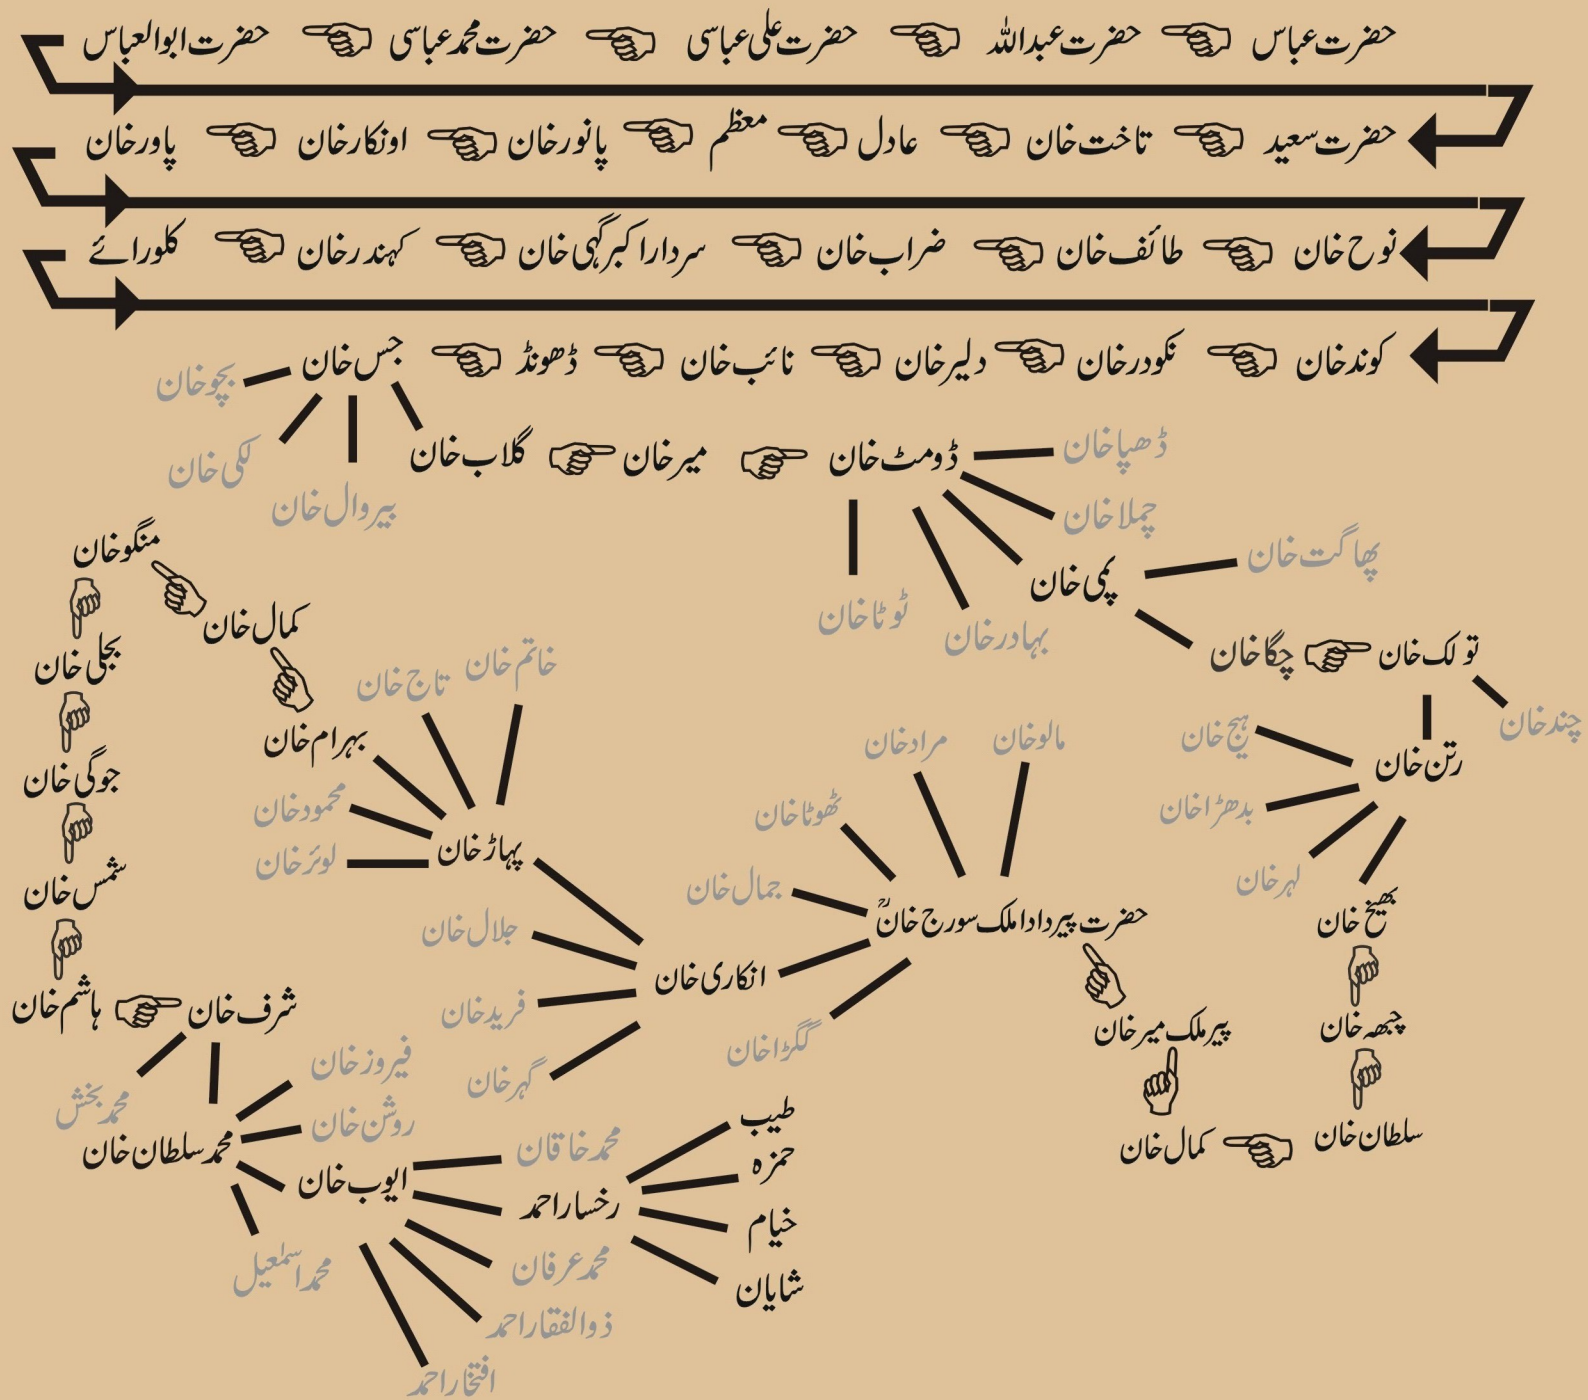 حضرت عباس حضرت عبداللہ حضرت علی عباسی حضرت محمد عباسی حضرت ابوالعباس
حضرت سعید تاخت خان عادل معظم پانور خان اونکار خان پاور خان
نوح خان طائف خان ضراب خان سردار اکبر گہی خان کہندر خان کلورائے
کوند خان نکودر خان دلیر خان نائب خان ڈھونڈ جس خان
بچو خان
لکی خان
بیروال خان
گلاب خان میر خان ڈومٹ خان
ڈھپا خان
چملا خان
پمی خان
بہادر خان
ٹوٹا خان
پھاگت خان
چگا خان تولک خان
چند خان
رتن خان
ہیچ خان
بدھڑا خان
لہر خان
بھیخ خان
چبھہ خان
سلطان خان
کمال خان
پیر ملک میر خان
حضرت پیر دادا ملک سورج خانؒ
مالو خان
مراد خان
ٹھوٹا خان
جمال خان
انکاری خان
گگڑا خان
جلال خان
فرید خان
گہر خان
پہاڑ خان
خاتم خان
تاج خان
بہرام خان
محمود خان
لوئر خان
کمال خان
منگو خان
بجلی خان
جوگی خان
شمس خان
ہاشم خان شرف خان
محمد بخش
محمد سلطان خان
فیروز خان
روشن خان
ایوب خان
محمد اسمٰعیل
محمد خاقان
رخسار احمد
محمد عرفان
ذوالفقار احمد
افتخار احمد
طیب
حمزہ
خیام
شایان